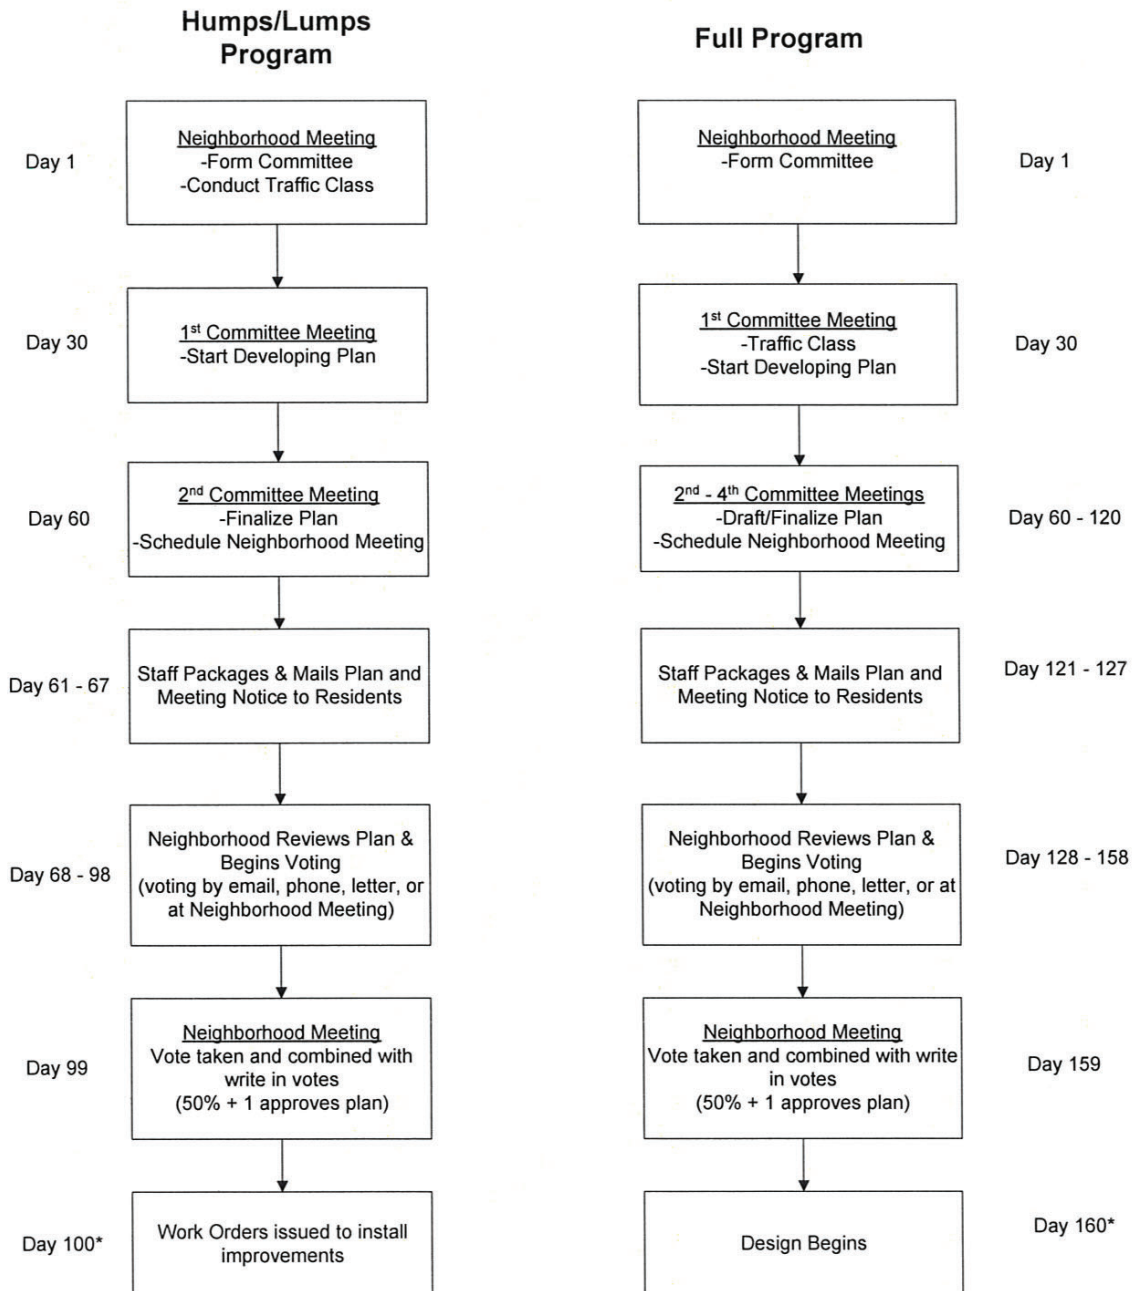 Humps/Lumps
Program
Day 1
Neighborhood Meeting
-Form Committee
-Conduct Traffic Class
Day 30
1st Committee Meeting
-Start Developing Plan
Day 60
2nd Committee Meeting
-Finalize Plan
-Schedule Neighborhood Meeting
Day 61 - 67
Staff Packages & Mails Plan and
Meeting Notice to Residents
Day 68 - 98
Neighborhood Reviews Plan &
Begins Voting
(voting by email, phone, letter, or
at Neighborhood Meeting)
Day 99
Neighborhood Meeting
Vote taken and combined with
write in votes
(50% + 1 approves plan)
Day 100*
Work Orders issued to install
improvements
Full Program
Neighborhood Meeting
-Form Committee
Day 1
1st Committee Meeting
-Traffic Class
-Start Developing Plan
Day 30
2nd - 4th Committee Meetings
-Draft/Finalize Plan
-Schedule Neighborhood Meeting
Day 60 - 120
Staff Packages & Mails Plan and
Meeting Notice to Residents
Day 121 - 127
Neighborhood Reviews Plan &
Begins Voting
(voting by email, phone, letter, or at
Neighborhood Meeting)
Day 128 - 158
Neighborhood Meeting
Vote taken and combined with write
in votes
(50% + 1 approves plan)
Day 159
Design Begins
Day 160*